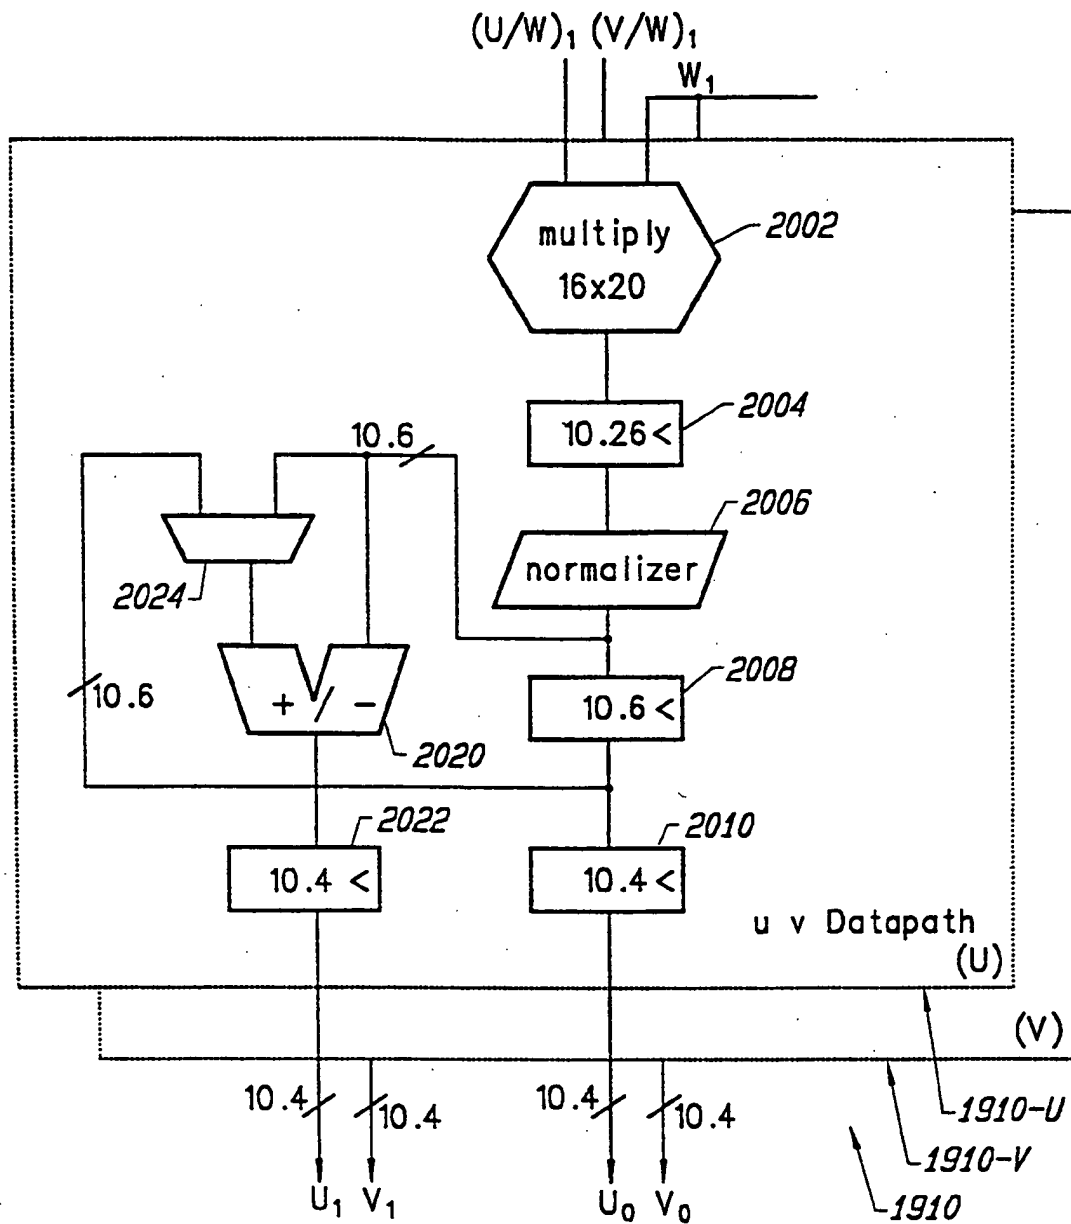 (U/W)₁ (V/W)₁
W₁
multiply
16x20
2002
10.26<
2004
10.6
2006
normalizer
2024
10.6
2008
10.6<
+ / -
2020
2022
10.4 <
2010
10.4<
u v Datapath
(U)
(V)
10.4
10.4
10.4
10.4
1910-U
1910-V
1910
U₁ V₁
U₀ V₀